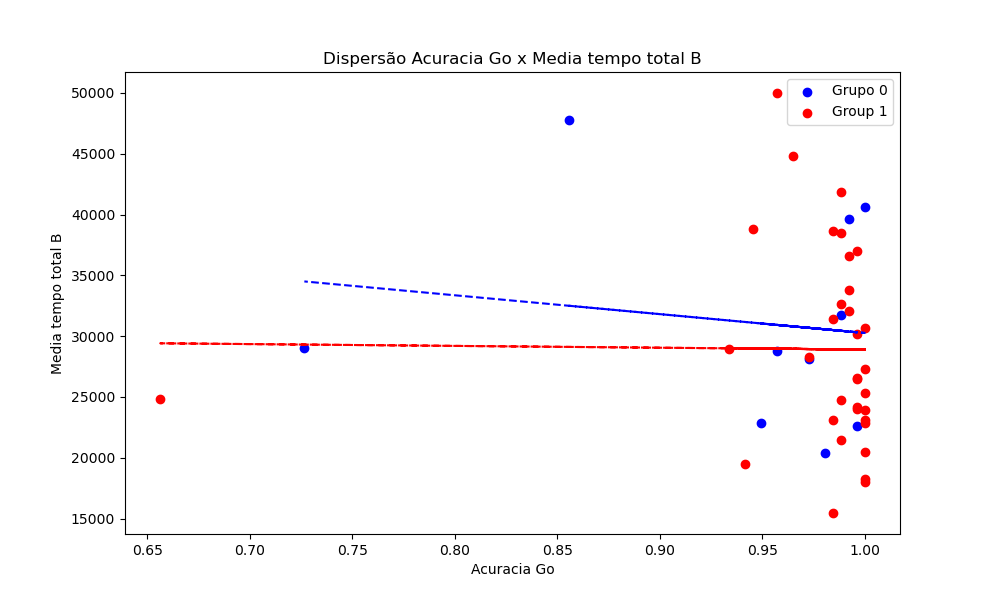 Dispersão Acuracia Go x Media tempo total B
Grupo 0
Group 1
Media tempo total B
50000
45000
40000
35000
30000
25000
20000
15000
0.65 0.70 0.75 0.80 0.85 0.90 0.95 1.00
Acuracia Go